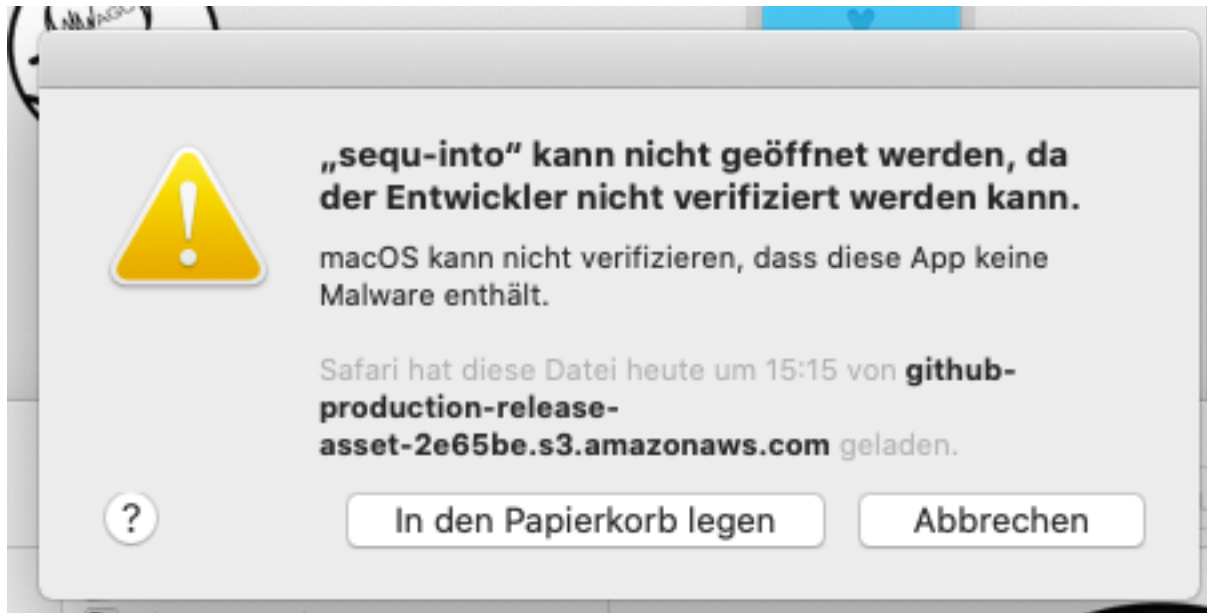 „sequ-into“ kann nicht geöffnet werden, da
der Entwickler nicht verifiziert werden kann.
macOS kann nicht verifizieren, dass diese App keine
Malware enthält.
Safari hat diese Datei heute um 15:15 von github-
production-release-
asset-2e65be.s3.amazonaws.com geladen.
?
In den Papierkorb legen
Abbrechen